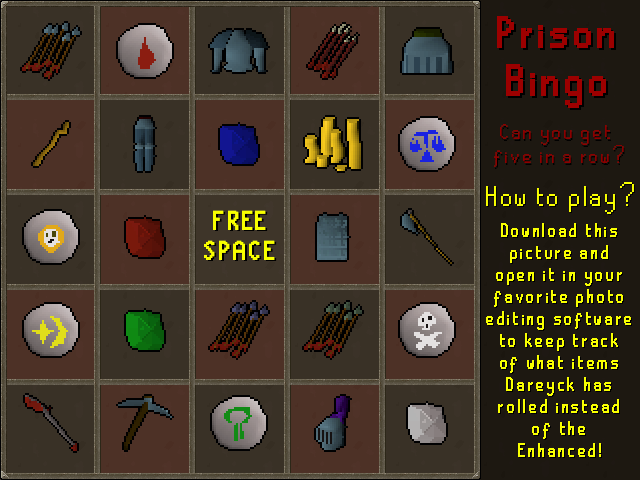 Prison
Bingo
Can you get
five in a row?
How to play?
Download this
picture and
open it in your
favorite photo
editing software
to keep track
of what items
Dareyck has
rolled instead
of the
Enhanced!
FREE
SPACE